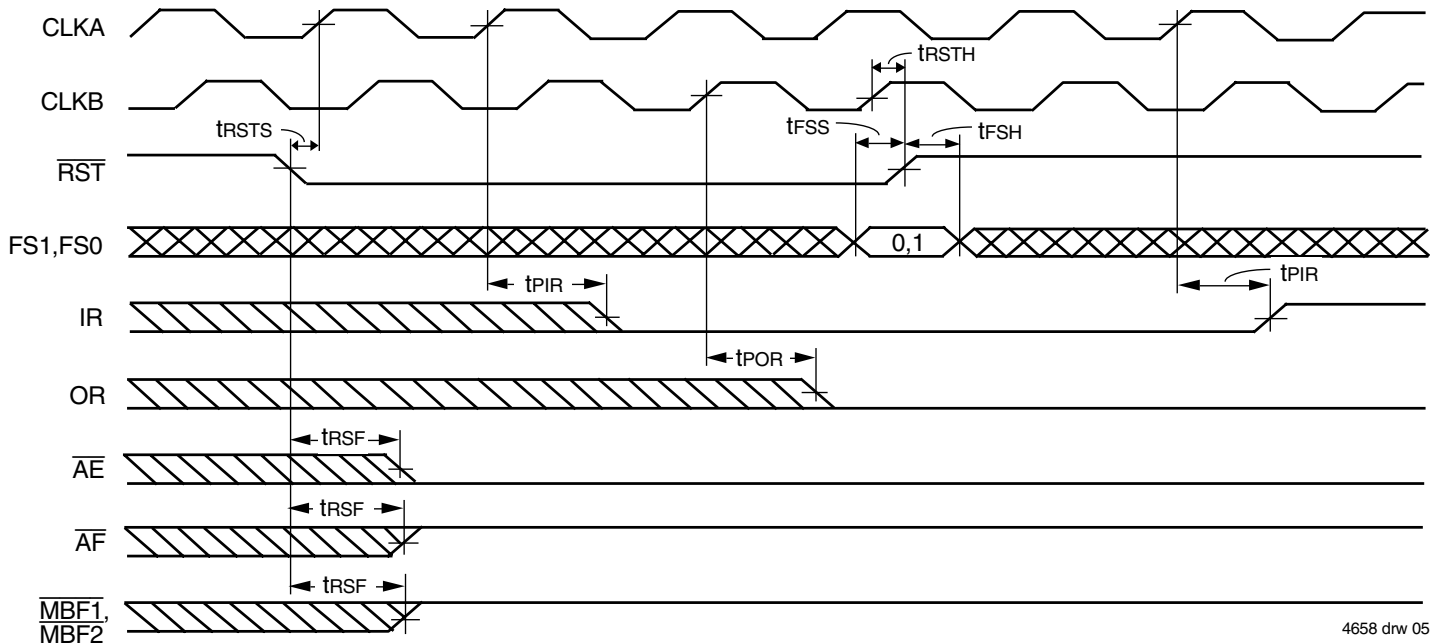 CLKA
tRSTH
CLKB
tRSTS
tFSS
tFSH
RST
FS1,FS0
0,1
tPIR
tPIR
IR
tPOR
OR
tRSF
AE
tRSF
AF
tRSF
MBF1,
MBF2
4658 drw 05